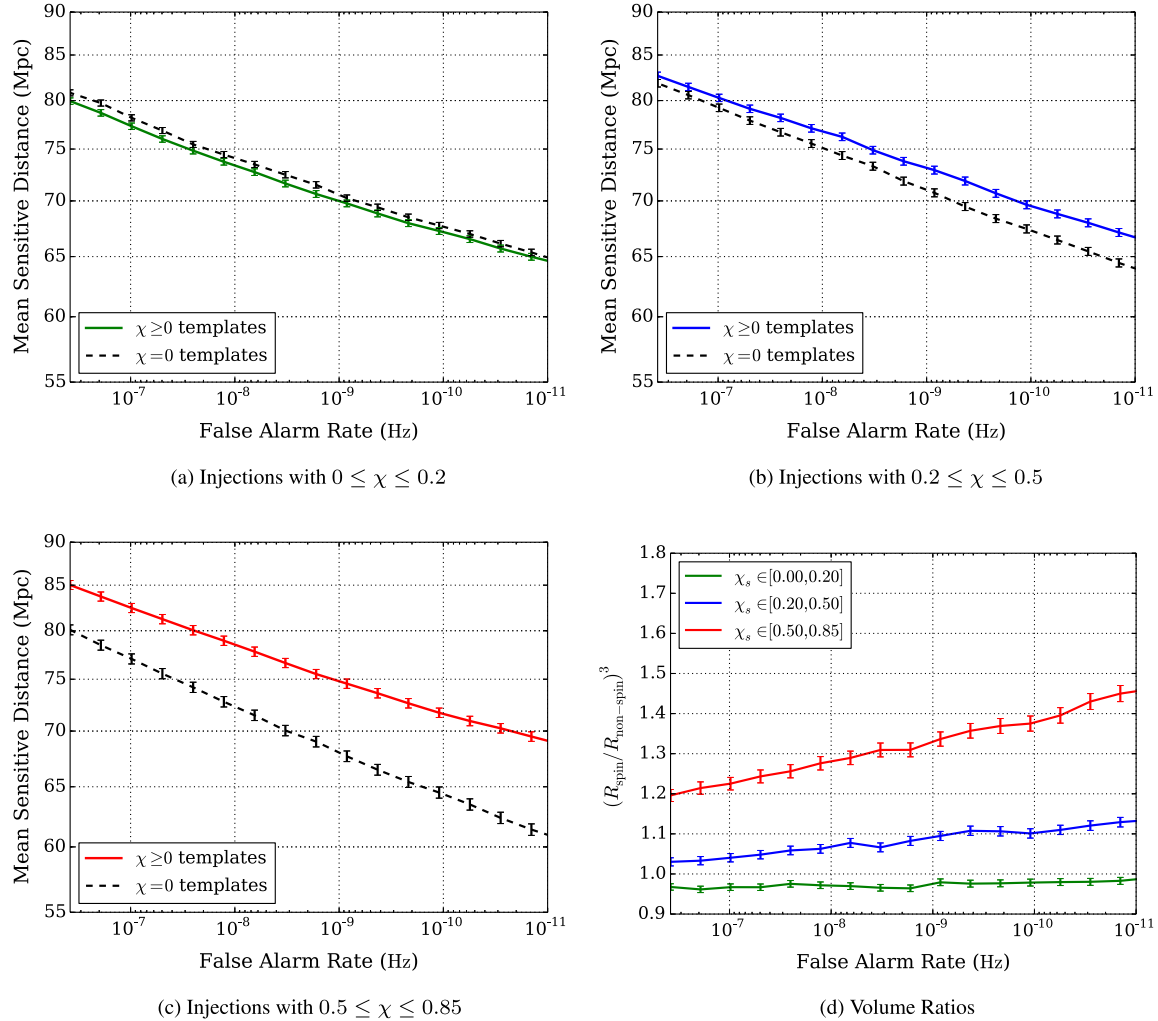 90
85
80
75
70
65
60
55
Mean Sensitive Distance (Mpc)
χ ≥0 templates
χ =0 templates
10⁻⁷ 10⁻⁸ 10⁻⁹ 10⁻¹⁰ 10⁻¹¹
False Alarm Rate (Hz)
(a) Injections with 0 ≤ χ ≤ 0.2
90
85
80
75
70
65
60
55
Mean Sensitive Distance (Mpc)
χ ≥0 templates
χ =0 templates
10⁻⁷ 10⁻⁸ 10⁻⁹ 10⁻¹⁰ 10⁻¹¹
False Alarm Rate (Hz)
(b) Injections with 0.2 ≤ χ ≤ 0.5
90
85
80
75
70
65
60
55
Mean Sensitive Distance (Mpc)
χ ≥0 templates
χ =0 templates
10⁻⁷ 10⁻⁸ 10⁻⁹ 10⁻¹⁰ 10⁻¹¹
False Alarm Rate (Hz)
(c) Injections with 0.5 ≤ χ ≤ 0.85
1.8
1.7
1.6
1.5
1.4
1.3
1.2
1.1
1.0
0.9
(R_spin/R_non−spin)³
χ_s ∈[0.00,0.20]
χ_s ∈[0.20,0.50]
χ_s ∈[0.50,0.85]
10⁻⁷ 10⁻⁸ 10⁻⁹ 10⁻¹⁰ 10⁻¹¹
False Alarm Rate (Hz)
(d) Volume Ratios